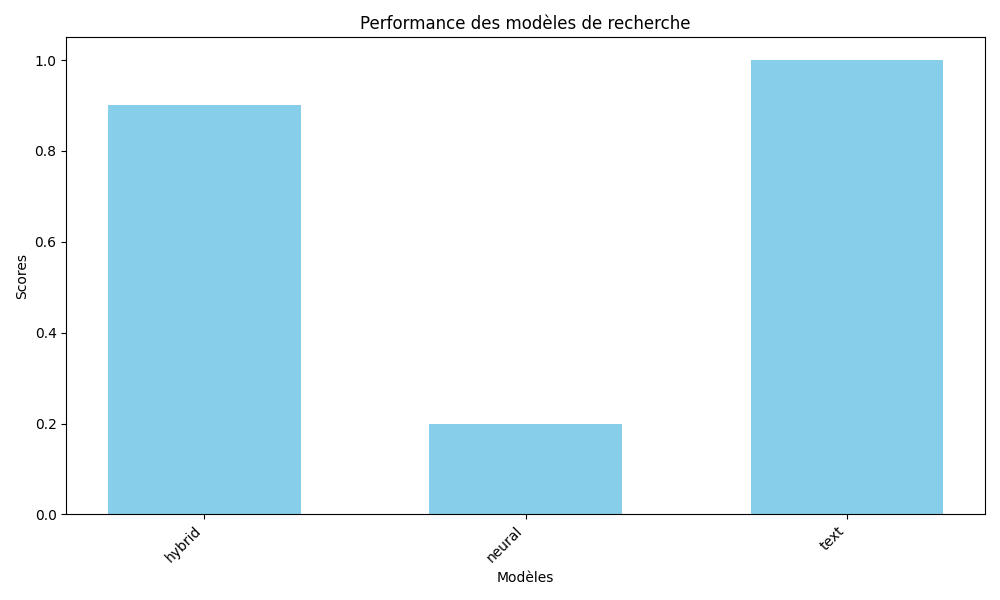 Performance des modèles de recherche
1.0
0.8
0.6
0.4
0.2
0.0
Scores
hybrid
neural
text
Modèles